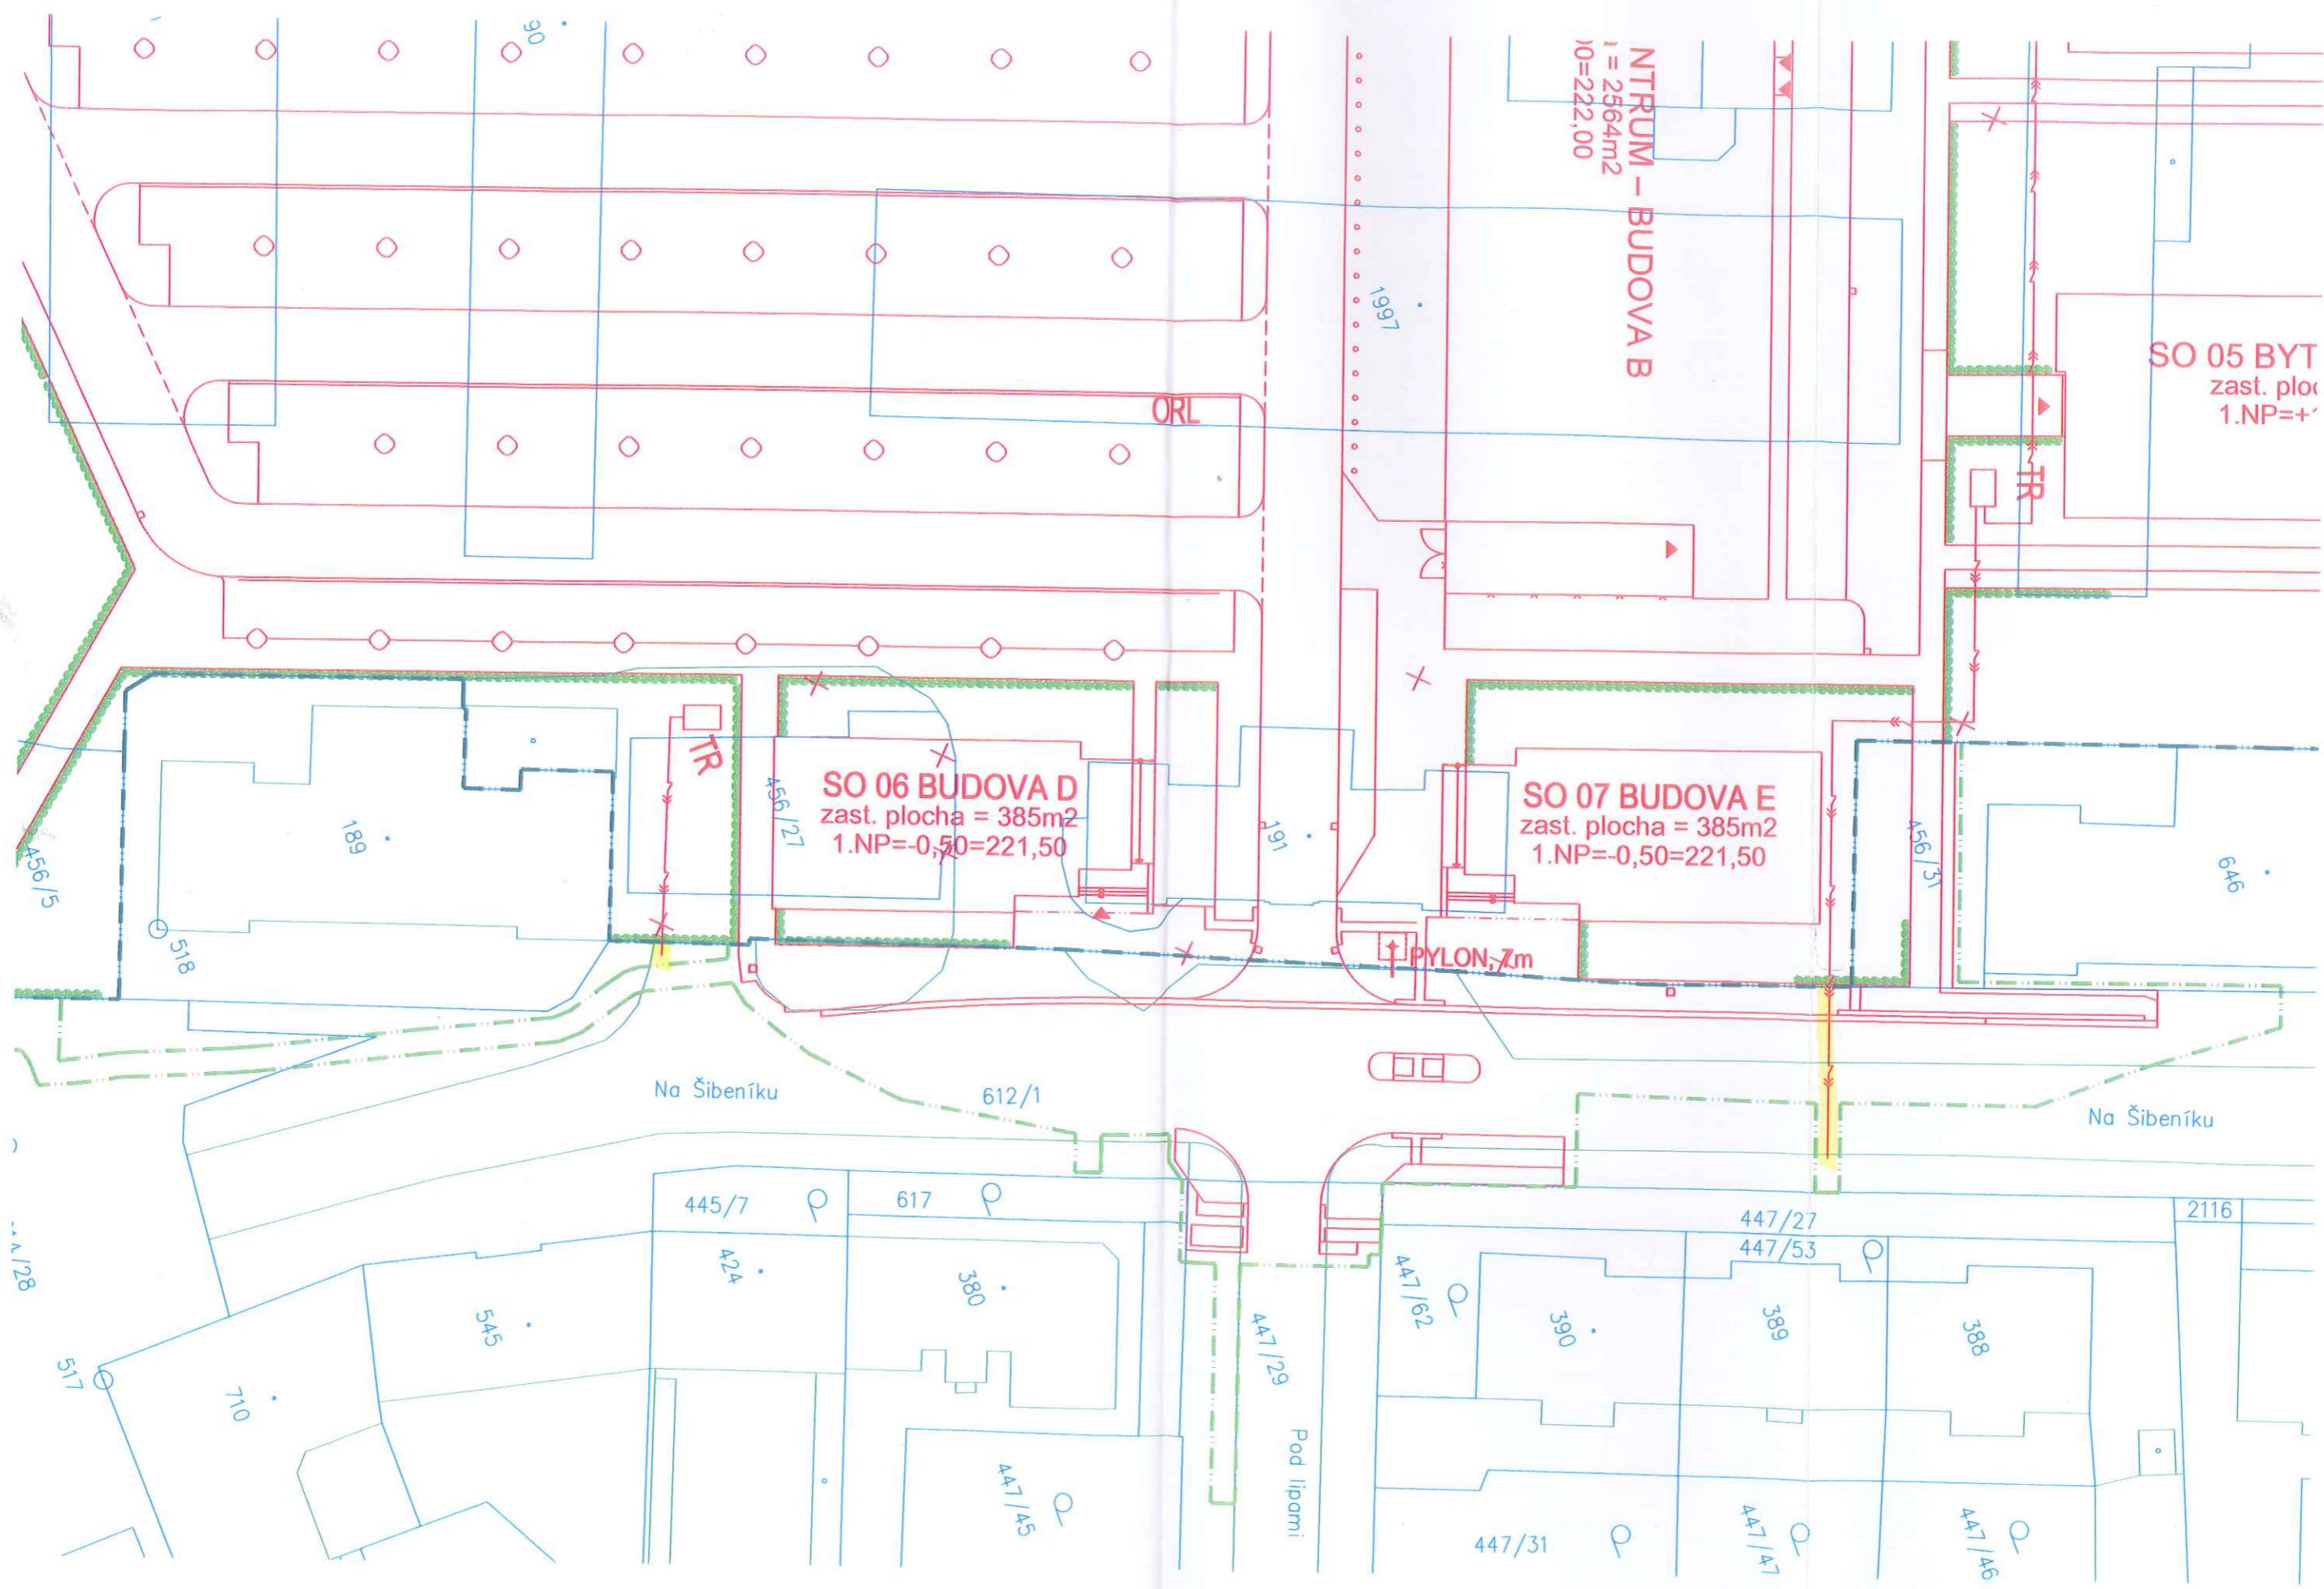 90
NTRUM – BUDOVA B
= 2564m2
0=222,00
1997
SO 05 BYT
zast. plo
1.NP=+
ORL
TR
TR
SO 06 BUDOVA D
zast. plocha = 385m2
1.NP=-0,50=221,50
SO 07 BUDOVA E
zast. plocha = 385m2
1.NP=-0,50=221,50
456/27
191
456/31
189
456/5
646
518
PYLON, 7m
Na Šibeníku
612/1
Na Šibeníku
/28
445/7
617
447/27
2116
447/53
424
380
447/62
545
390
389
388
447/29
517
710
Pod lipami
447/45
447/31
447/47
447/46